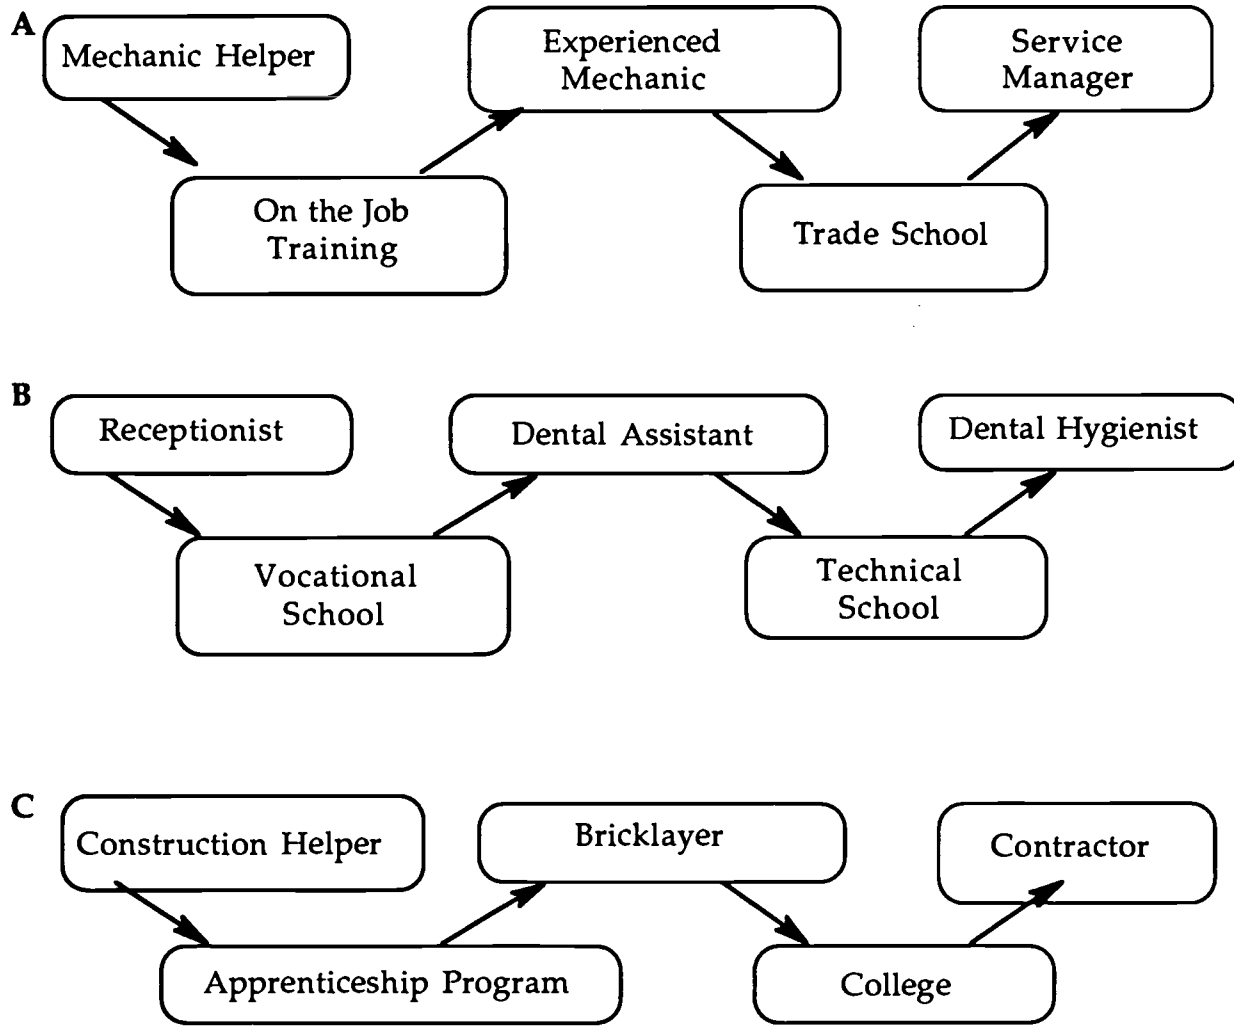 A
Mechanic Helper
Experienced
Mechanic
Service
Manager
On the Job
Training
Trade School
B
Receptionist
Dental Assistant
Dental Hygienist
Vocational
School
Technical
School
C
Construction Helper
Bricklayer
Contractor
Apprenticeship Program
College